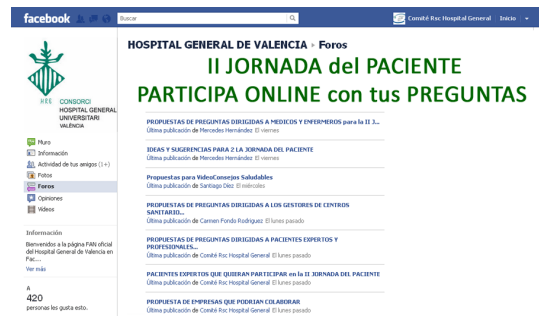 facebook
Buscar
Comité Rsc Hospital General
Inicio
HOSPITAL GENERAL DE VALENCIA › Foros
II JORNADA del PACIENTE
PARTICIPA ONLINE con tus PREGUNTAS
CONSORCI
HOSPITAL GENERAL
UNIVERSITARI
VALÈNCIA
Muro
Información
Actividad de tus amigos (1+)
Fotos
Foros
Opiniones
Videos
Información
Bienvenidos a la página FAN oficial
del Hospital General de Valencia en
Fac....
Ver más
A
420
personas les gusta esto.
PROPUESTAS DE PREGUNTAS DIRIGIDAS A MEDICOS Y ENFERMEROS para la II J...
Última publicación de Mercedes Hernández El viernes
IDEAS Y SUGERENCIAS PARA 2 LA JORNADA DEL PACIENTE
Última publicación de Mercedes Hernández El viernes
Propuestas para VídeoConsejos Saludables
Última publicación de Santiago Díez El miércoles
PROPUESTAS DE PREGUNTAS DIRIGIDAS A LOS GESTORES DE CENTROS
SANITARIO...
Última publicación de Carmen Fondo Rodriguez El lunes pasado
PROPUESTAS DE PREGUNTAS DIRIGIDAS A PACIENTES EXPERTOS Y
PROFESIONALES...
Última publicación de Comité Rsc Hospital General El lunes pasado
PACIENTES EXPERTOS QUE QUIERAN PARTICIPAR en la II JORNADA DEL PACIENTE
Última publicación de Comité Rsc Hospital General El lunes pasado
PROPUESTA DE EMPRESAS QUE PODRIAN COLABORAR
Última publicación de Comité Rsc Hospital General El lunes pasado